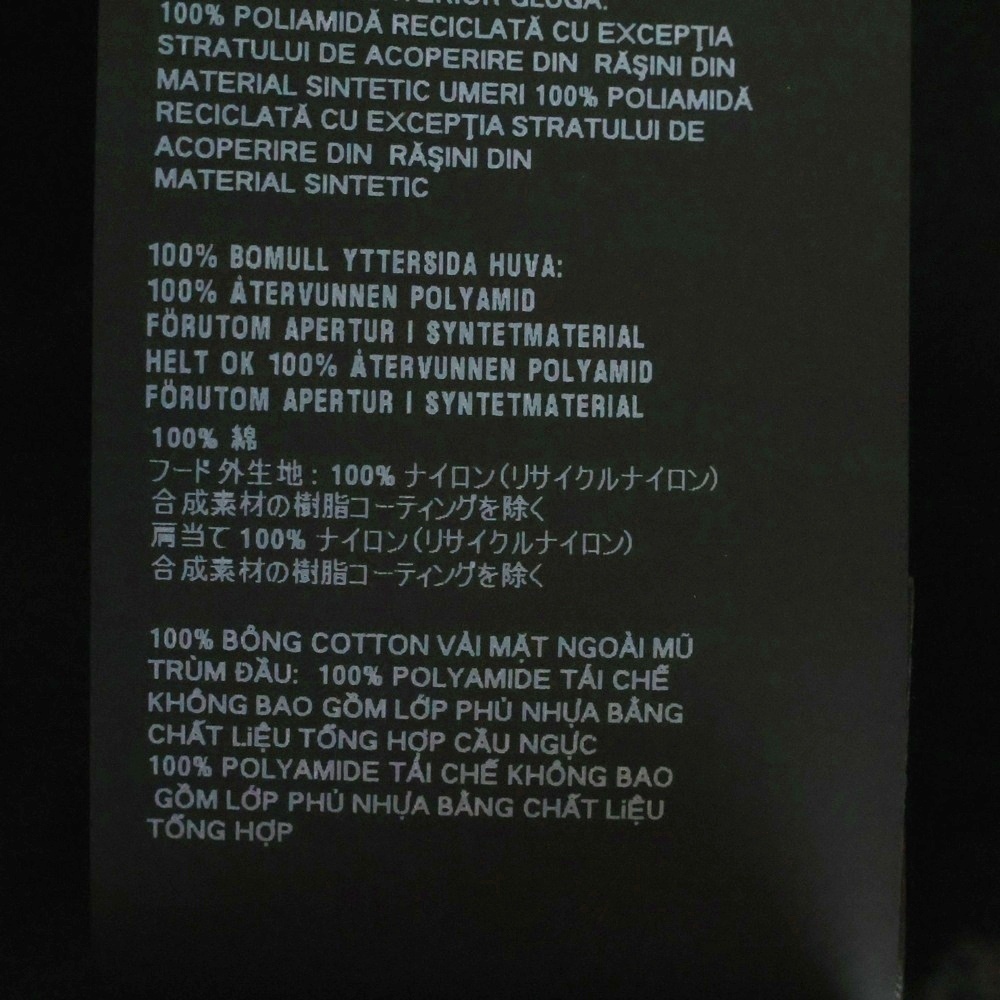 GLUGA:
100% POLIAMIDĂ RECICLATĂ CU EXCEPŢIA
STRATULUI DE ACOPERIRE DIN RĂŞINI DIN
MATERIAL SINTETIC UMERI 100% POLIAMIDĂ
RECICLATĂ CU EXCEPŢIA STRATULUI DE
ACOPERIRE DIN RĂŞINI DIN
MATERIAL SINTETIC
100% BOMULL YTTERSIDA HUVA:
100% ÅTERVUNNEN POLYAMID
FÖRUTOM APERTUR I SYNTETMATERIAL
HELT OK 100% ÅTERVUNNEN POLYAMID
FÖRUTOM APERTUR I SYNTETMATERIAL
100% 綿
フード外生地：100% ナイロン(リサイクルナイロン)
合成素材の樹脂コーティングを除く
肩当て 100% ナイロン(リサイクルナイロン)
合成素材の樹脂コーティングを除く
100% BÔNG COTTON VẢI MẶT NGOÀI MŨ
TRÙM ĐẦU: 100% POLYAMIDE TÁI CHẾ
KHÔNG BAO GỒM LỚP PHỦ NHỰA BẰNG
CHẤT LiỆU TỔNG HỢP CẦU NGỰC
100% POLYAMIDE TÁI CHẾ KHÔNG BAO
GỒM LỚP PHỦ NHỰA BẰNG CHẤT LiỆU
TỔNG HỢP